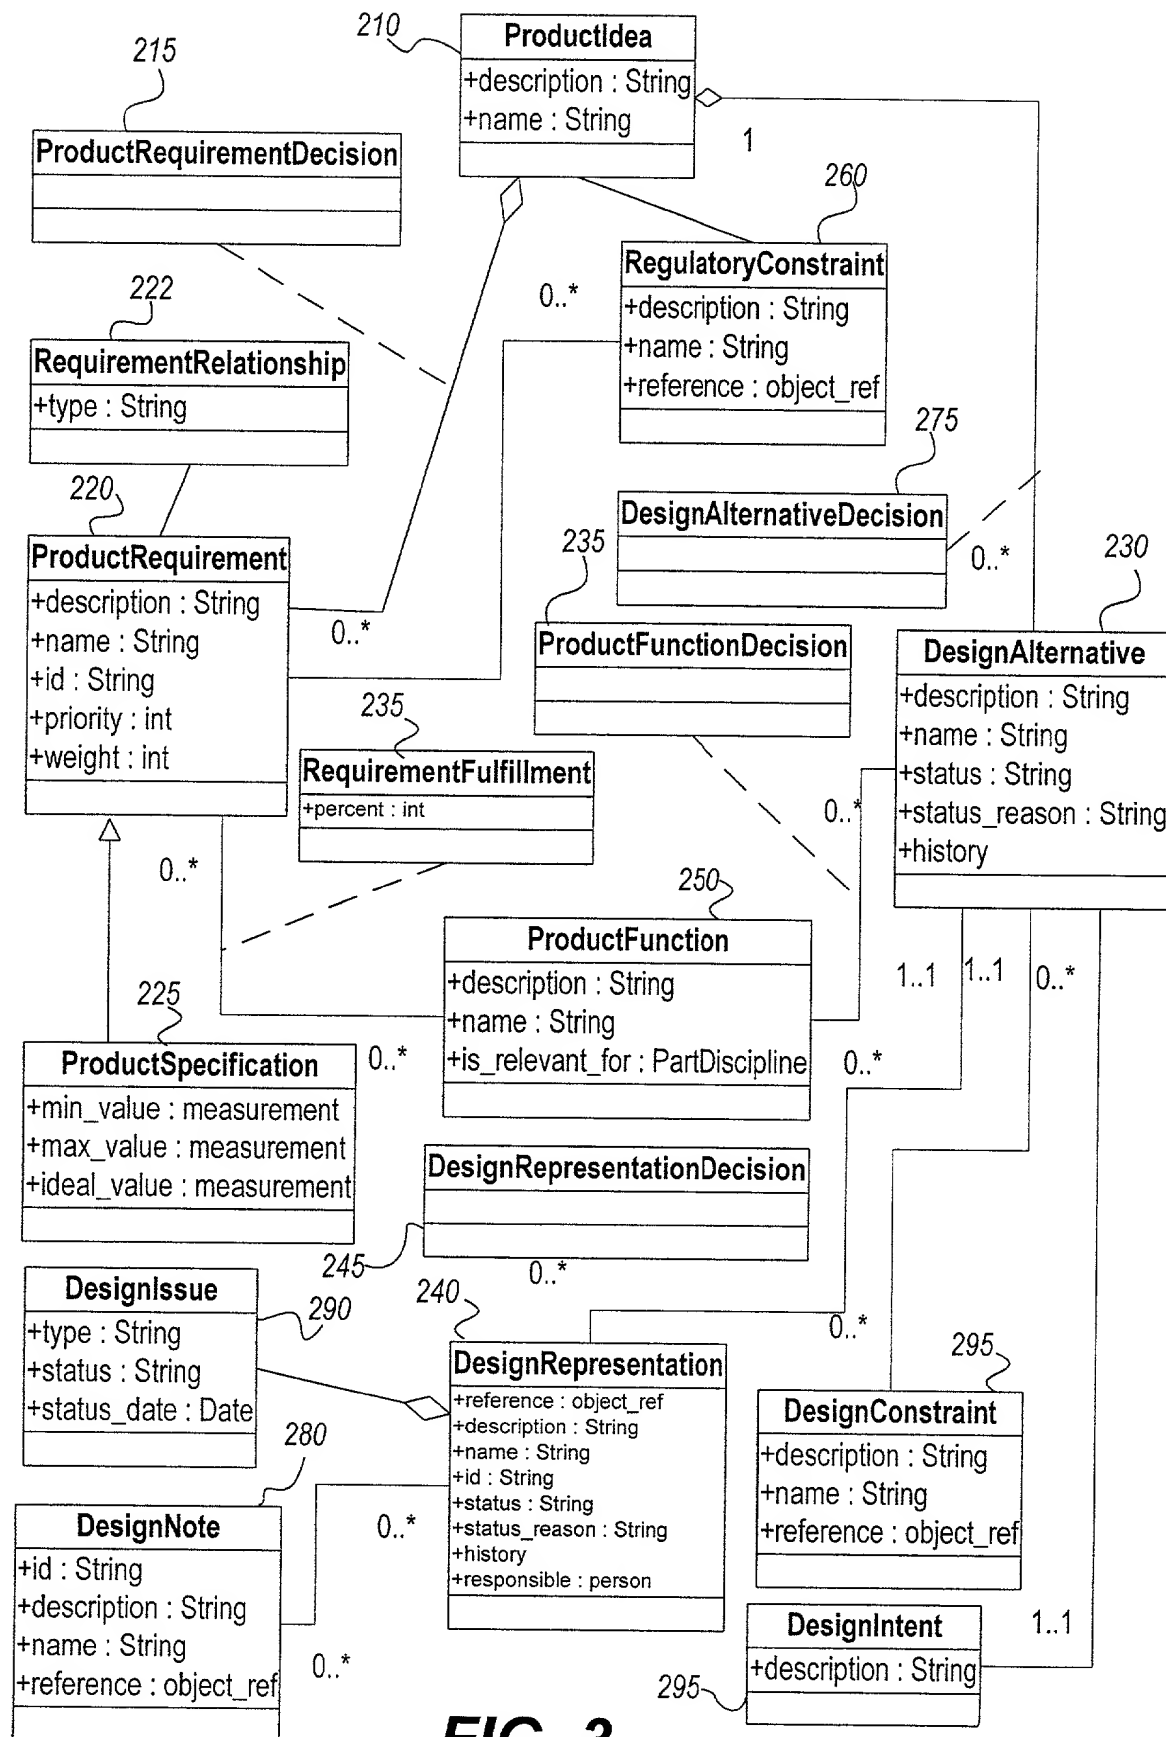 210
ProductIdea
+description : String
+name : String
1
215
ProductRequirementDecision
260
RegulatoryConstraint
+description : String
+name : String
+reference : object_ref
0..*
222
RequirementRelationship
+type : String
275
DesignAlternativeDecision
0..*
220
ProductRequirement
+description : String
+name : String
+id : String
+priority : int
+weight : int
0..*
235
ProductFunctionDecision
230
DesignAlternative
+description : String
+name : String
+status : String
+status_reason : String
+history
235
RequirementFulfillment
+percent : int
0..*
0..*
250
ProductFunction
+description : String
+name : String
+is_relevant_for : PartDiscipline
1..1
1..1
0..*
225
ProductSpecification
+min_value : measurement
+max_value : measurement
+ideal_value : measurement
0..*
0..*
DesignRepresentationDecision
245
0..*
DesignIssue
+type : String
+status : String
+status_date : Date
290
240
DesignRepresentation
+reference : object_ref
+description : String
+name : String
+id : String
+status : String
+status_reason : String
+history
+responsible : person
0..*
295
DesignConstraint
+description : String
+name : String
+reference : object_ref
280
DesignNote
+id : String
+description : String
+name : String
+reference : object_ref
0..*
0..*
DesignIntent
+description : String
1..1
295
FIG. 2